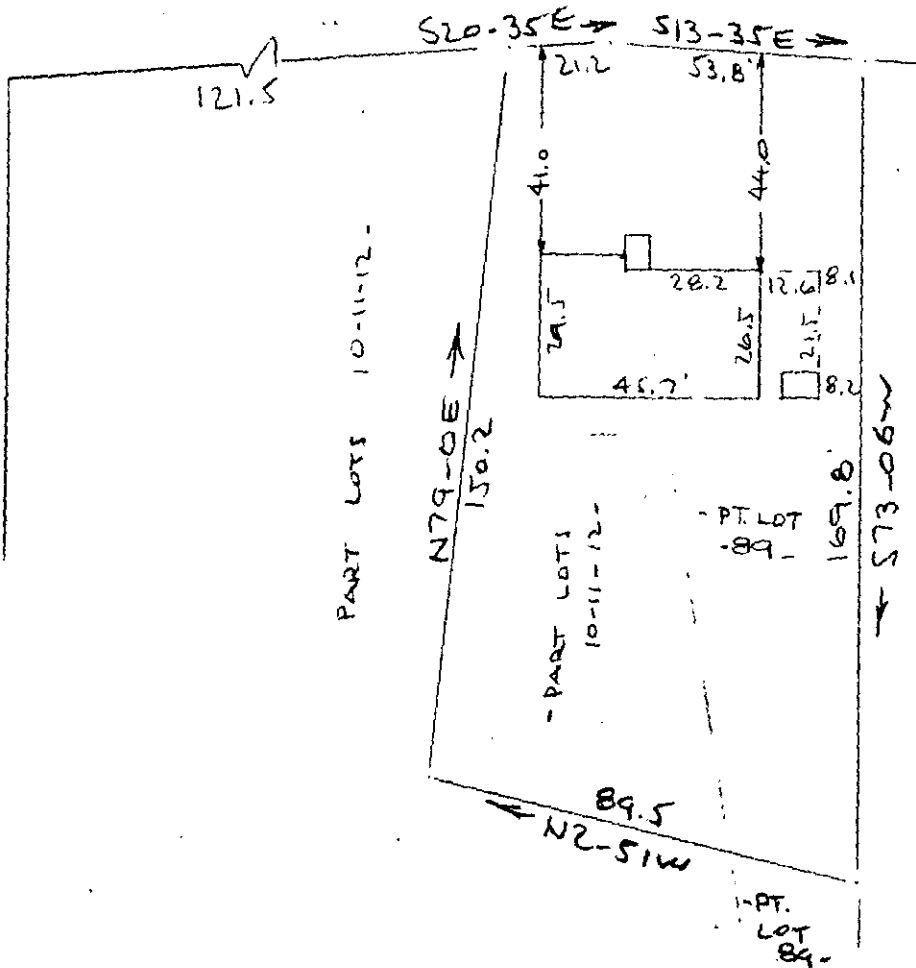 S20-35E → S13-35E →
121.5
21.2
53.8'
41.0
44.0
28.2
12.6
8.1
29.5
26.5
21.5
45.7'
8.2
PART LOTS 10-11-12-
N79-0E →
150.2
-PART LOTS
10-11-12-
-PT. LOT
-89-
169.8
← S73-06W
89.5
← N2-51W
-PT.
LOT
89-